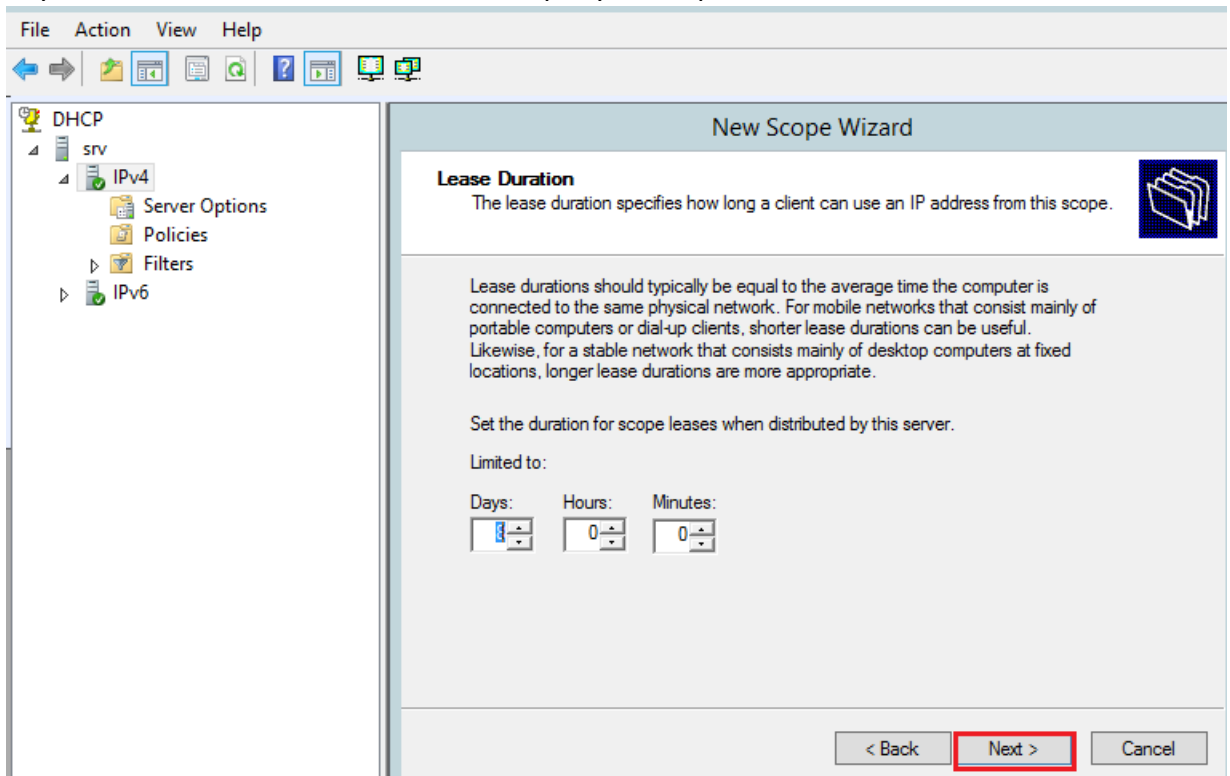 File Action View Help
DHCP
srv
IPv4
Server Options
Policies
Filters
IPv6
New Scope Wizard
Lease Duration
The lease duration specifies how long a client can use an IP address from this scope.
Lease durations should typically be equal to the average time the computer is
connected to the same physical network. For mobile networks that consist mainly of
portable computers or dial-up clients, shorter lease durations can be useful.
Likewise, for a stable network that consists mainly of desktop computers at fixed
locations, longer lease durations are more appropriate.
Set the duration for scope leases when distributed by this server.
Limited to:
Days: Hours: Minutes:
0 0
< Back Next > Cancel